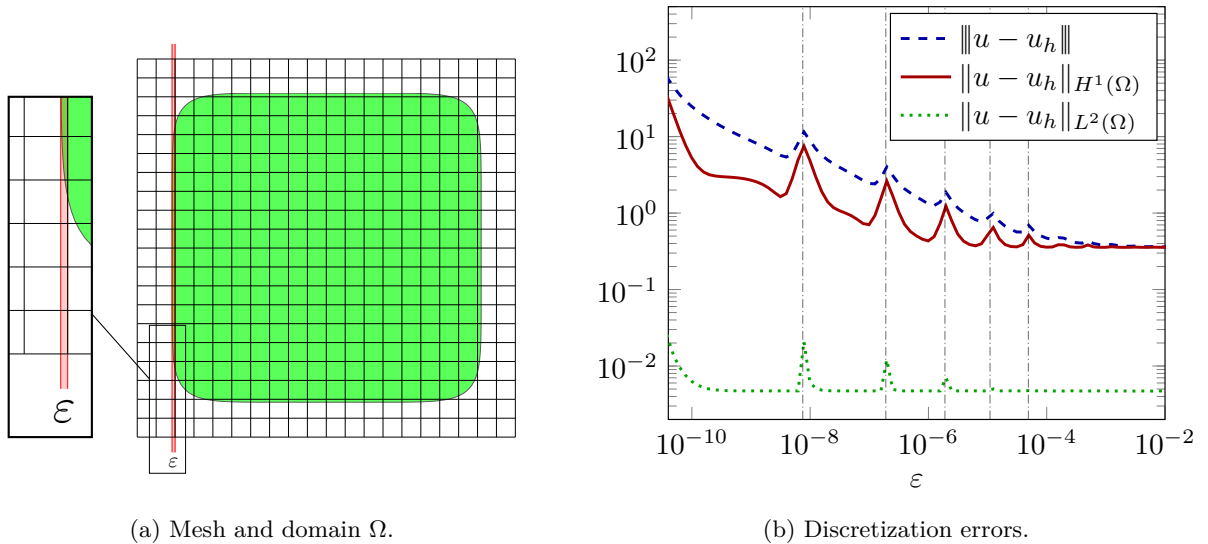 ε
ε
(a) Mesh and domain Ω.
|||u − u_h|||
‖u − u_h‖_{H^1(Ω)}
‖u − u_h‖_{L^2(Ω)}
10^2
10^1
10^0
10^{−1}
10^{−2}
10^{−10} 10^{−8} 10^{−6} 10^{−4} 10^{−2}
ε
(b) Discretization errors.